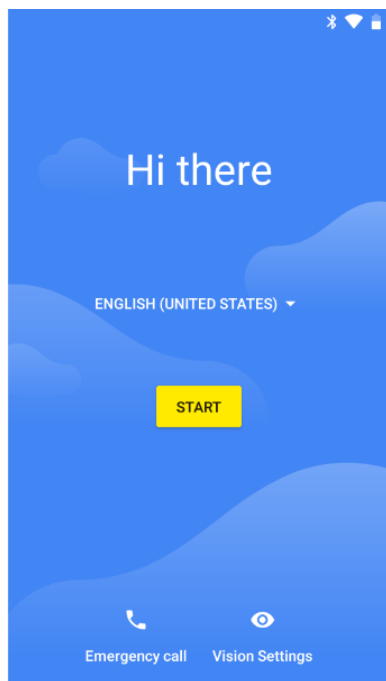 Hi there
ENGLISH (UNITED STATES)
START
Emergency call
Vision Settings